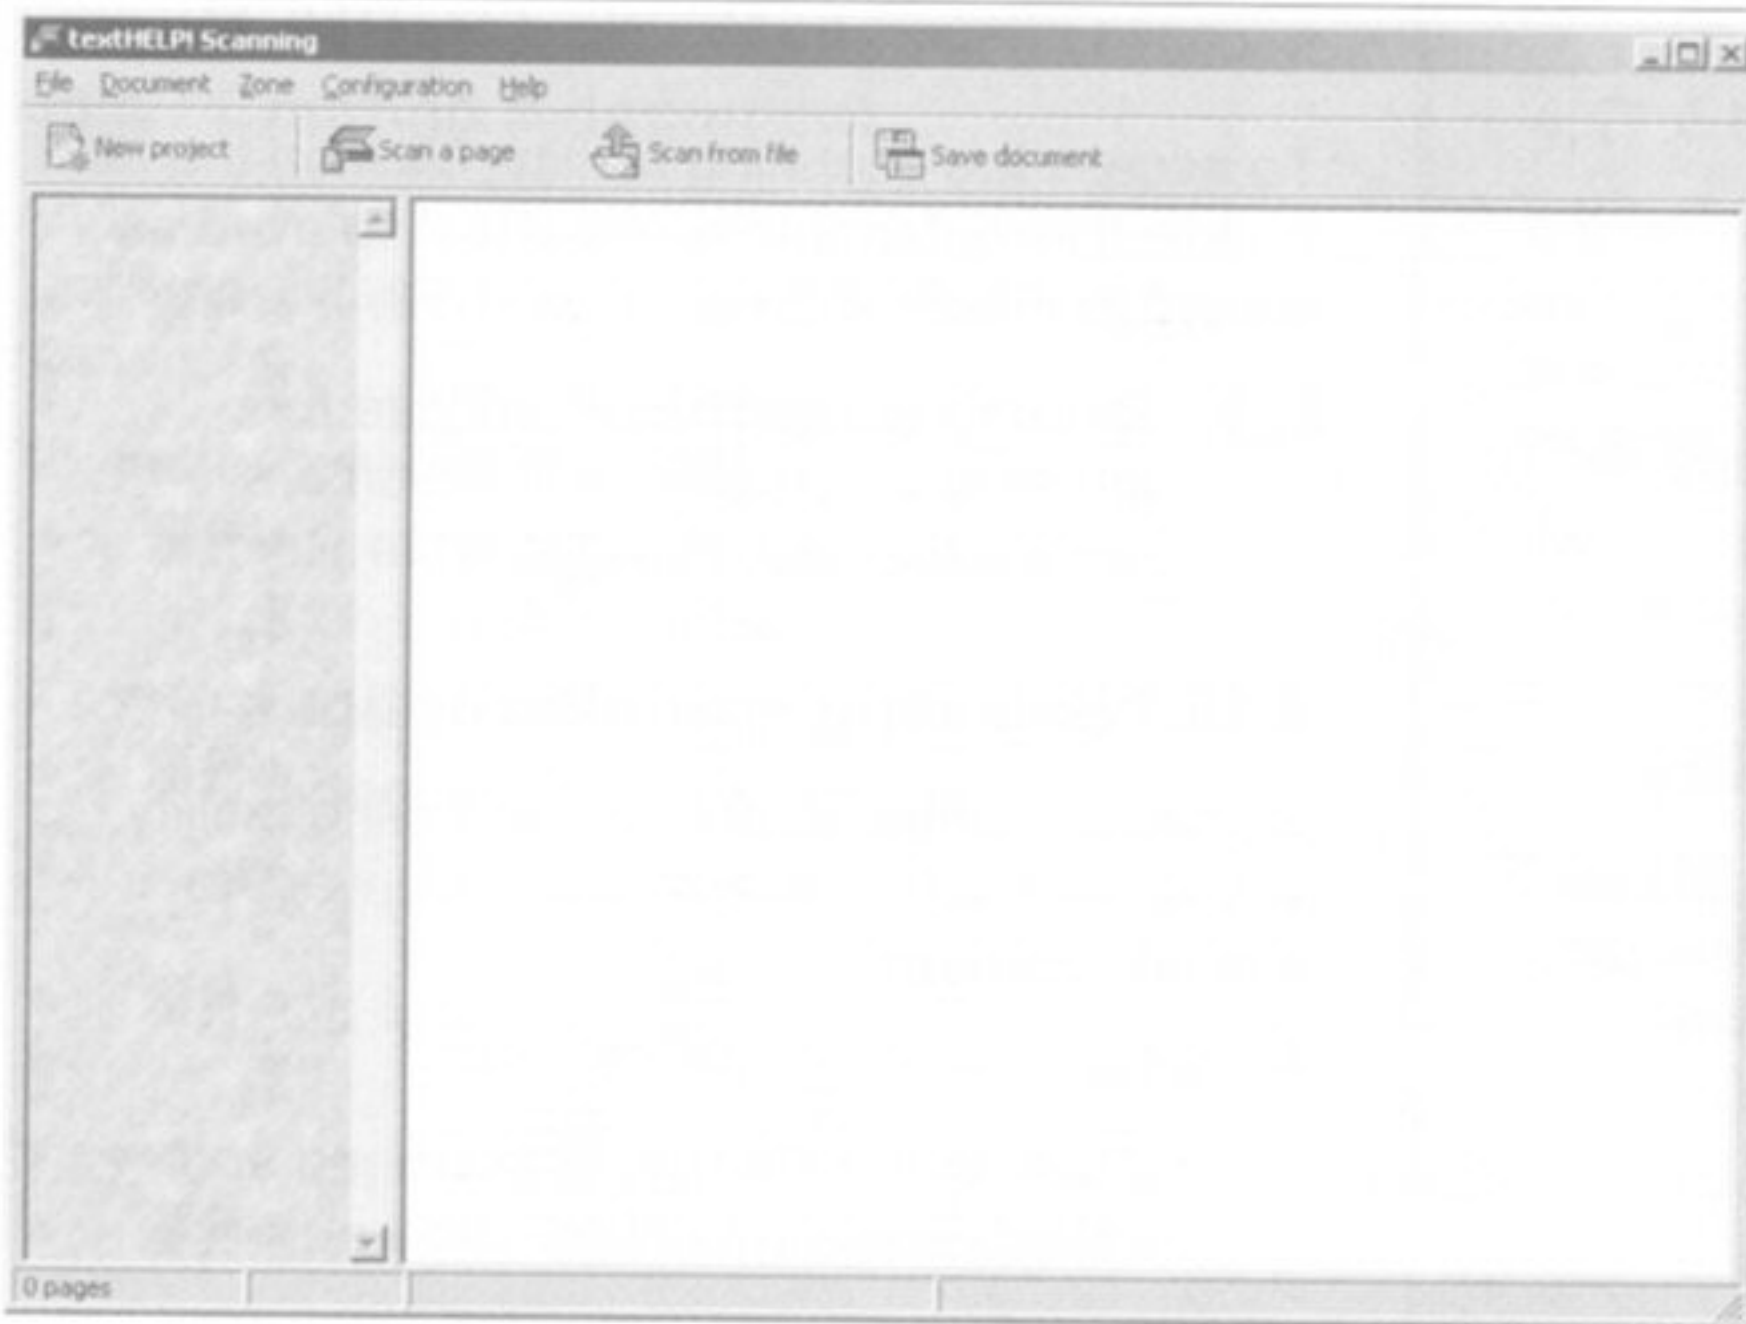 textHELP! Scanning
File Document Zone Configuration Help
New project Scan a page Scan from file Save document
0 pages